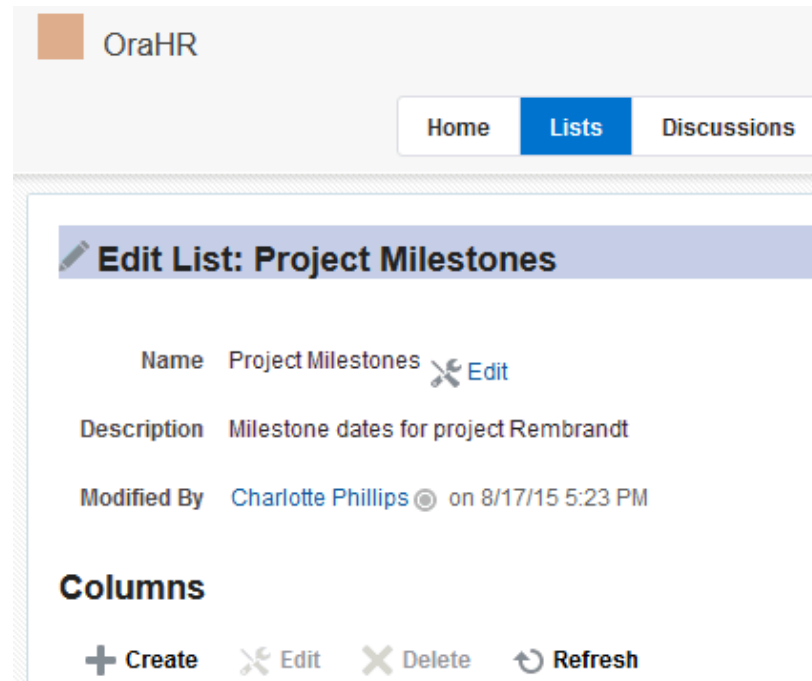 OraHR
Home Lists Discussions
Edit List: Project Milestones
Name Project Milestones Edit
Description Milestone dates for project Rembrandt
Modified By Charlotte Phillips on 8/17/15 5:23 PM
Columns
Create Edit Delete Refresh